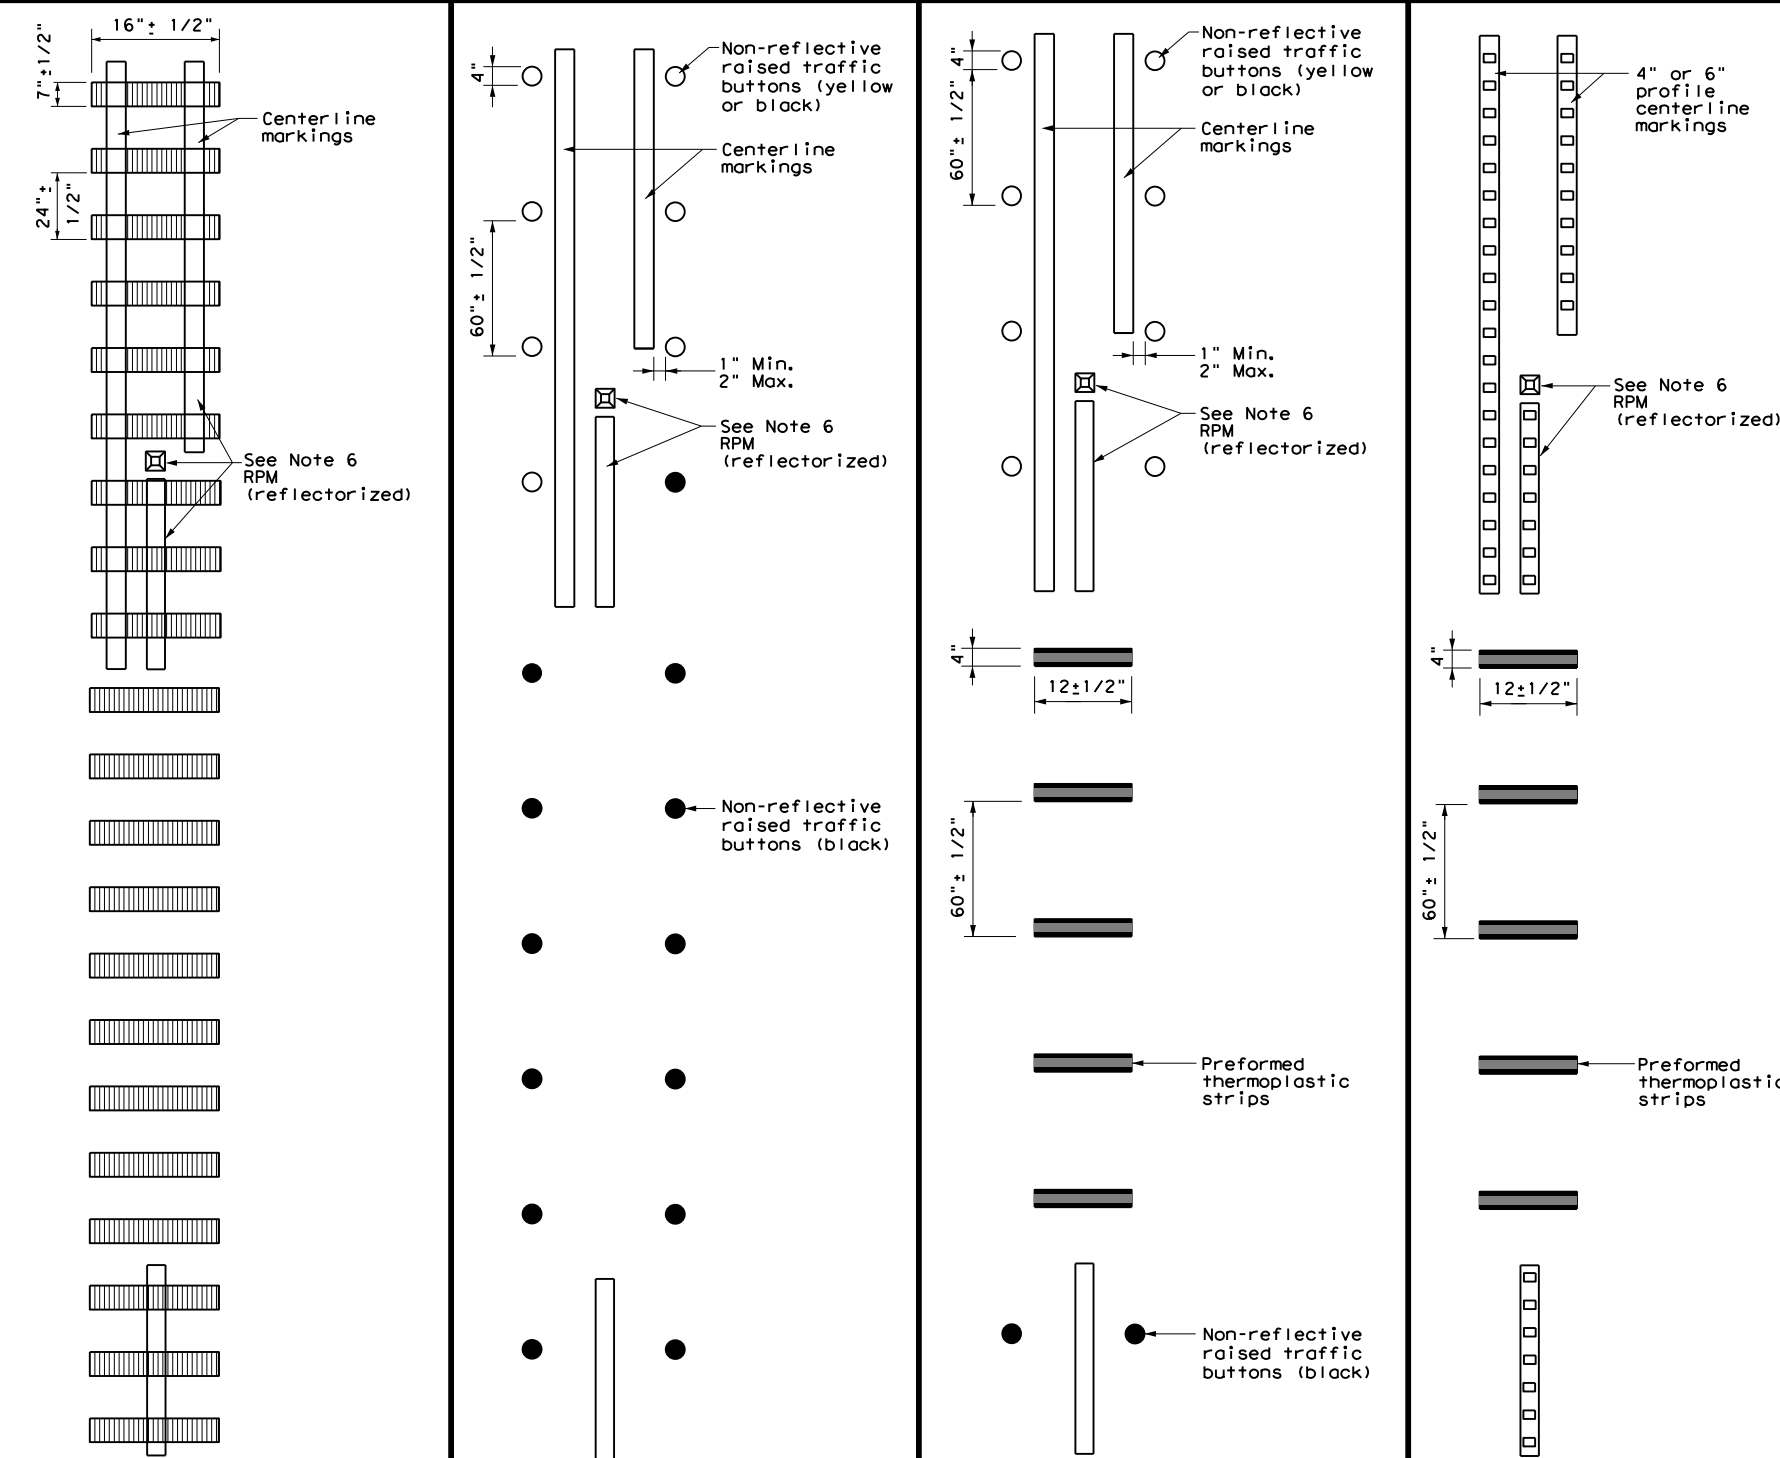 16"± 1/2"
7"±1/2"
Centerline
markings
24"±
1/2"
See Note 6
RPM
(reflectorized)
4"
Non-reflective
raised traffic
buttons (yellow
or black)
Centerline
markings
60"± 1/2"
1" Min.
2" Max.
See Note 6
RPM
(reflectorized)
Non-reflective
raised traffic
buttons (black)
4"
60"± 1/2"
Non-reflective
raised traffic
buttons (yellow
or black)
Centerline
markings
1" Min.
2" Max.
See Note 6
RPM
(reflectorized)
4"
12±1/2"
60"± 1/2"
Preformed
thermoplastic
strips
Non-reflective
raised traffic
buttons (black)
4" or 6"
profile
centerline
markings
See Note 6
RPM
(reflectorized)
4"
12±1/2"
60"± 1/2"
Preformed
thermoplastic
strips